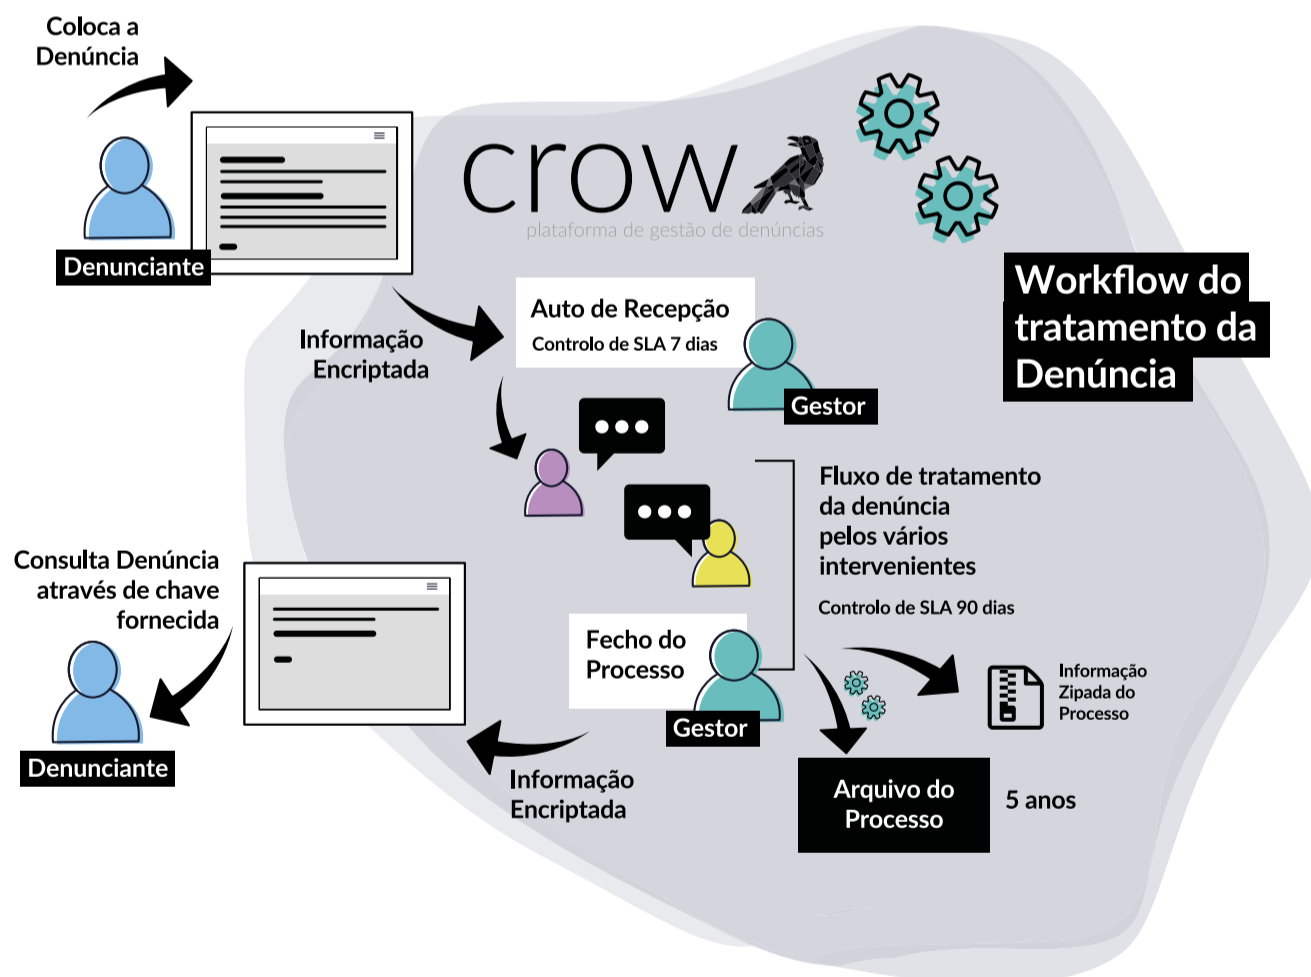 Coloca a
Denúncia
Denunciante
crow
plataforma de gestão de denúncias
Workflow do
tratamento da
Denúncia
Informação
Encriptada
Auto de Recepção
Controlo de SLA 7 dias
Gestor
Fluxo de tratamento
da denúncia
pelos vários
intervenientes
Controlo de SLA 90 dias
Consulta Denúncia
através de chave
fornecida
Denunciante
Fecho do
Processo
Gestor
Informação
Encriptada
Informação
Zipada do
Processo
Arquivo do
Processo
5 anos